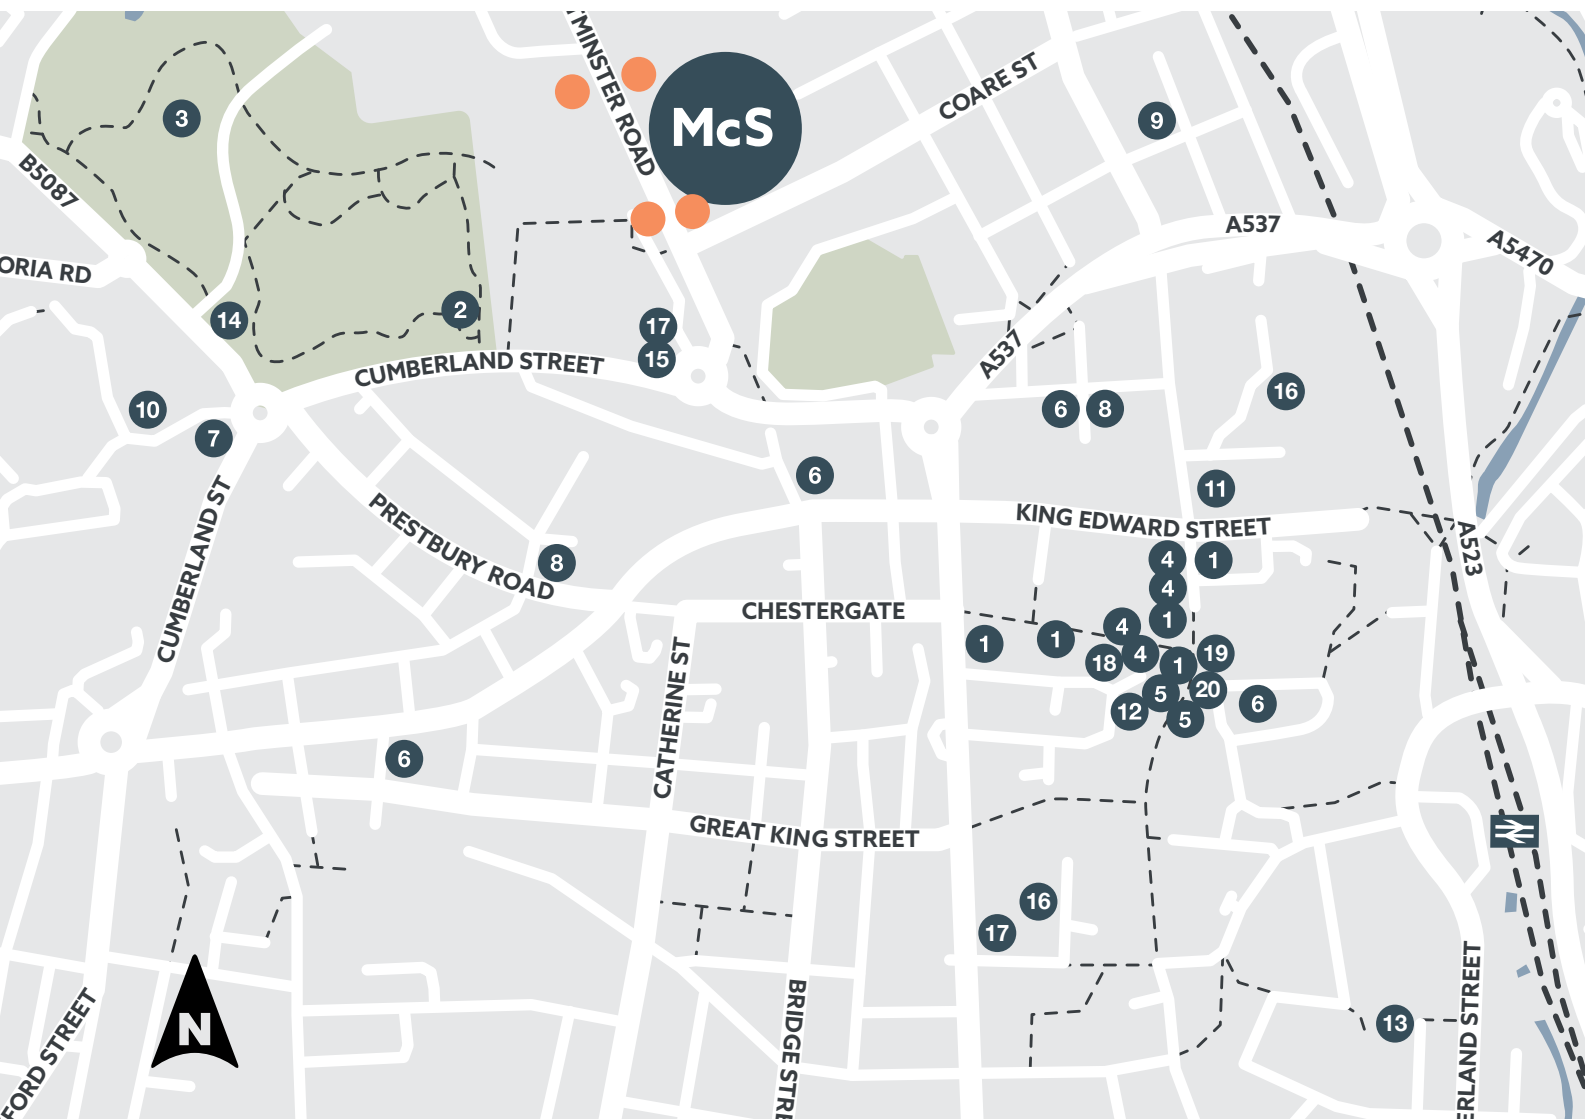 MINSTER ROAD
McS
COARE ST
3
9
B5087
ORIA RD
A537
A5470
14
2
17
15
CUMBERLAND STREET
A537
10
7
6
8
16
6
11
CUMBERLAND ST
PRESTBURY ROAD
8
KING EDWARD STREET
A523
4
1
4
1
CHESTERGATE
4
1
1
18
4
1
19
5
20
12
5
6
CATHERINE ST
6
GREAT KING STREET
16
17
N
FORD STREET
BRIDGE STRE
13
ERLAND STREET